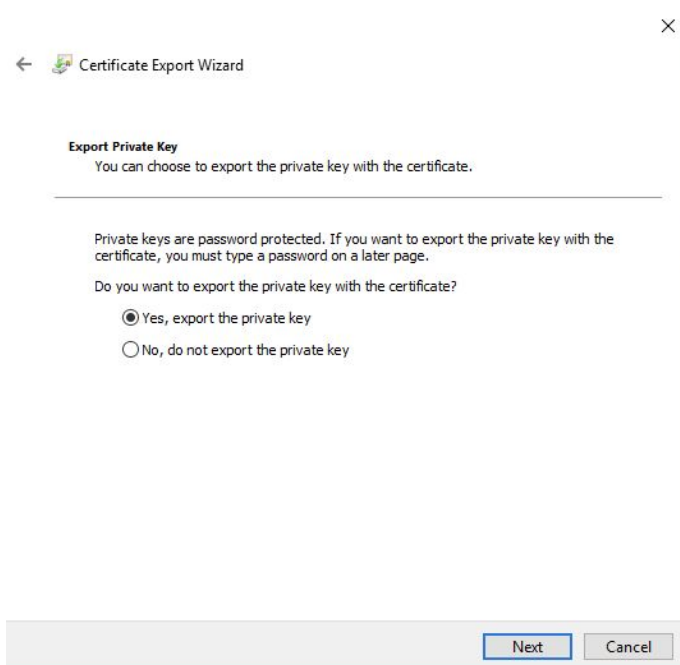 Certificate Export Wizard
Export Private Key
You can choose to export the private key with the certificate.
Private keys are password protected. If you want to export the private key with the
certificate, you must type a password on a later page.
Do you want to export the private key with the certificate?
Yes, export the private key
No, do not export the private key
Next
Cancel